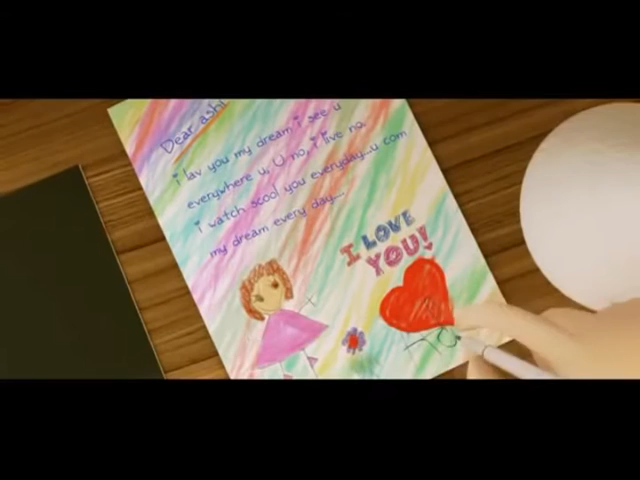 Dear ashi
i lav you my dream i see u
everywhere u, U no, i live no.
i watch scool you everyday...u com
my dream every day....
I LOVE
YOU!